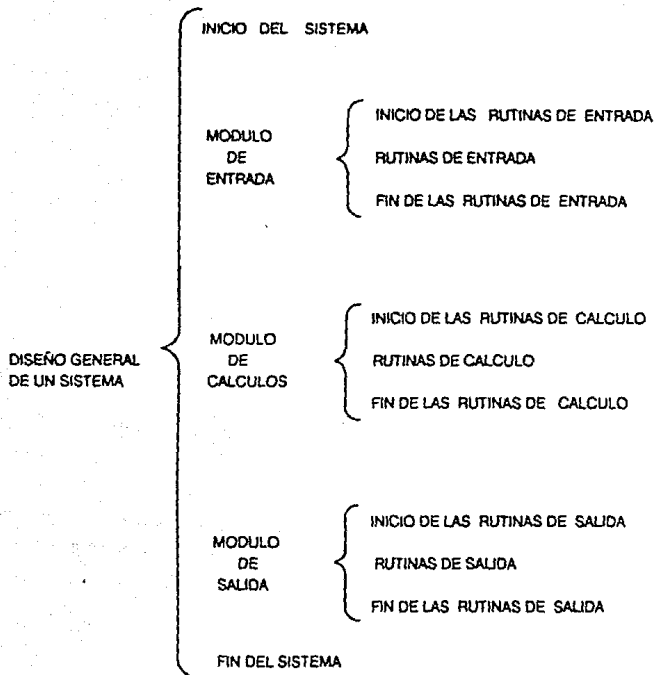 INICIO DEL SISTEMA
MODULO
DE
ENTRADA
INICIO DE LAS RUTINAS DE ENTRADA
RUTINAS DE ENTRADA
FIN DE LAS RUTINAS DE ENTRADA
DISEÑO GENERAL
DE UN SISTEMA
MODULO
DE
CALCULOS
INICIO DE LAS RUTINAS DE CALCULO
RUTINAS DE CALCULO
FIN DE LAS RUTINAS DE CALCULO
MODULO
DE
SALIDA
INICIO DE LAS RUTINAS DE SALIDA
RUTINAS DE SALIDA
FIN DE LAS RUTINAS DE SALIDA
FIN DEL SISTEMA